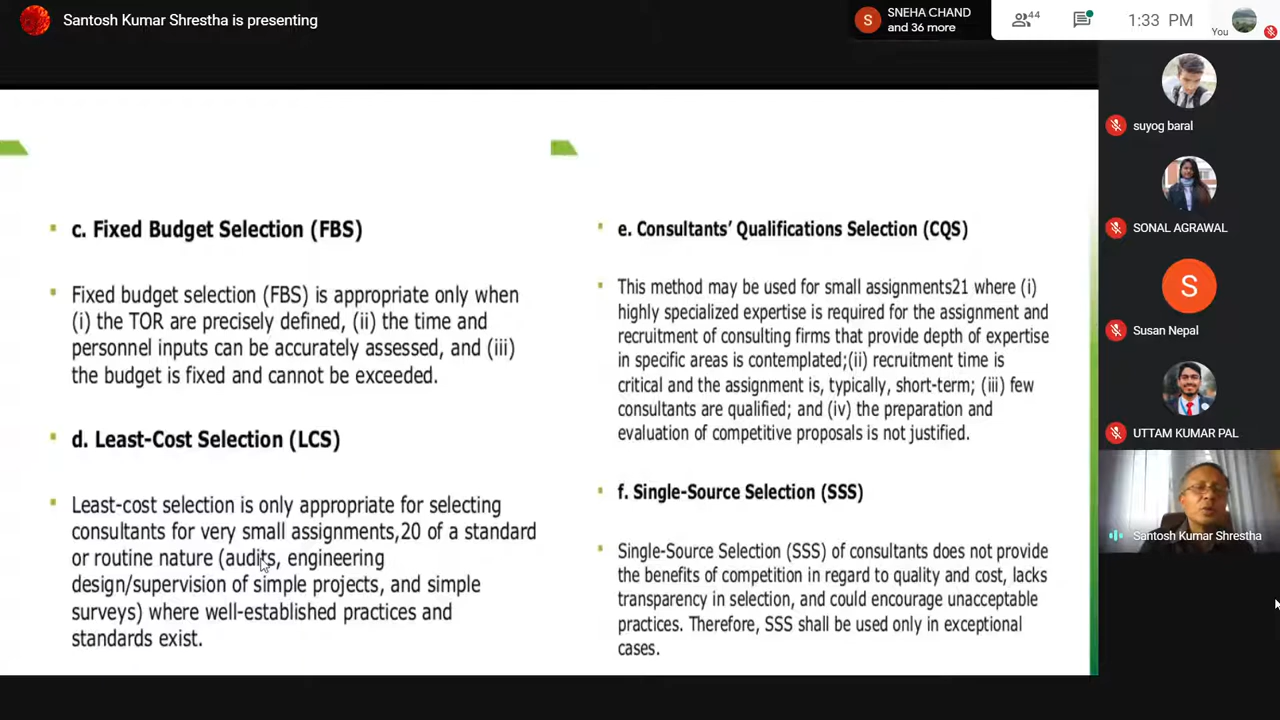 Santosh Kumar Shrestha is presenting
S
SNEHA CHAND
and 36 more
44
1:33 PM
You
c. Fixed Budget Selection (FBS)
Fixed budget selection (FBS) is appropriate only when
(i) the TOR are precisely defined, (ii) the time and
personnel inputs can be accurately assessed, and (iii)
the budget is fixed and cannot be exceeded.
d. Least-Cost Selection (LCS)
Least-cost selection is only appropriate for selecting
consultants for very small assignments,20 of a standard
or routine nature (audits, engineering
design/supervision of simple projects, and simple
surveys) where well-established practices and
standards exist.
e. Consultants’ Qualifications Selection (CQS)
This method may be used for small assignments21 where (i)
highly specialized expertise is required for the assignment and
recruitment of consulting firms that provide depth of expertise
in specific areas is contemplated;(ii) recruitment time is
critical and the assignment is, typically, short-term; (iii) few
consultants are qualified; and (iv) the preparation and
evaluation of competitive proposals is not justified.
f. Single-Source Selection (SSS)
Single-Source Selection (SSS) of consultants does not provide
the benefits of competition in regard to quality and cost, lacks
transparency in selection, and could encourage unacceptable
practices. Therefore, SSS shall be used only in exceptional
cases.
suyog baral
SONAL AGRAWAL
S
Susan Nepal
UTTAM KUMAR PAL
Santosh Kumar Shrestha